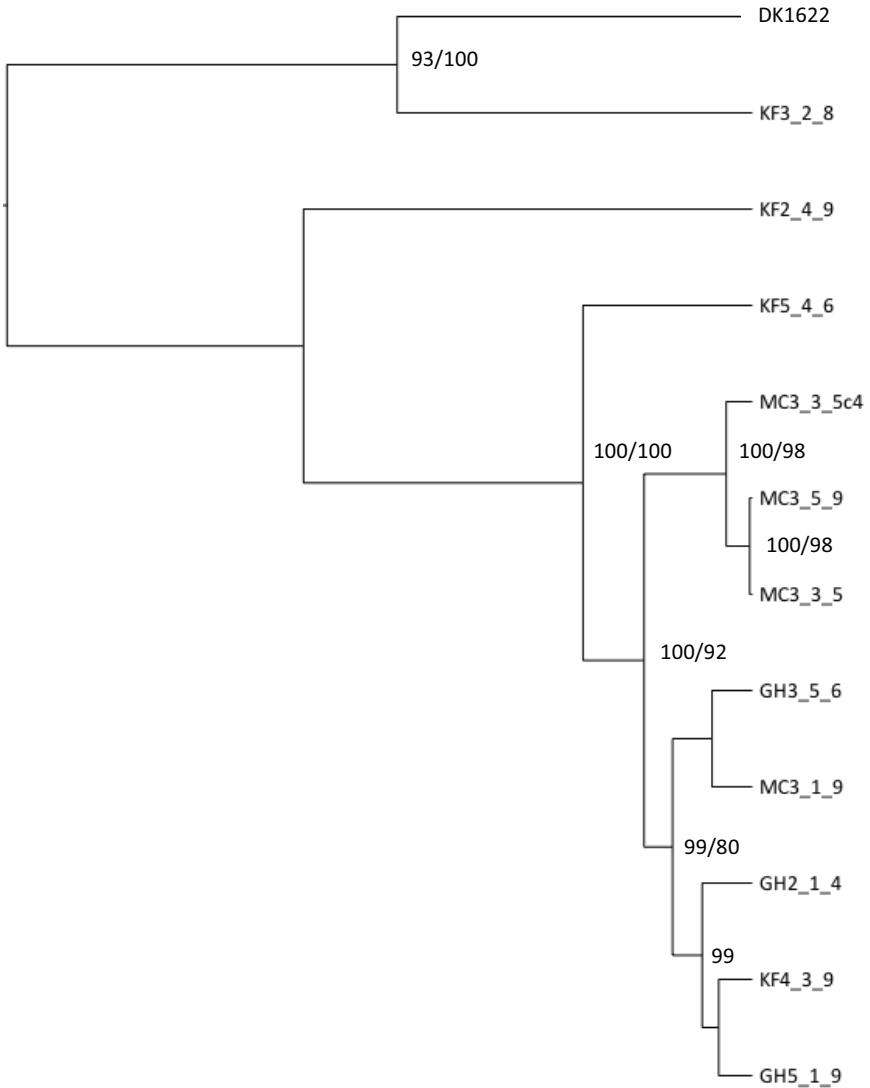 DK1622
93/100
KF3_2_8
KF2_4_9
KF5_4_6
MC3_3_5c4
100/100
100/98
MC3_5_9
100/98
MC3_3_5
100/92
GH3_5_6
MC3_1_9
99/80
GH2_1_4
99
KF4_3_9
GH5_1_9